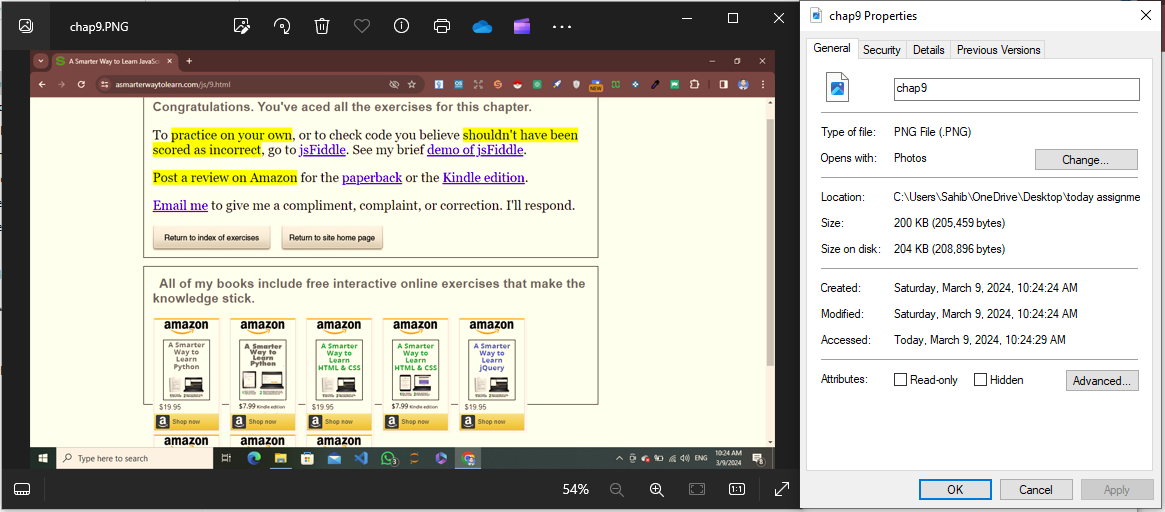 chap9.PNG
A Smarter Way to Learn JavaScr
asmarterwaytolearn.com/js/9.html
NEW
Congratulations. You've aced all the exercises for this chapter.
To practice on your own, or to check code you believe shouldn't have been
scored as incorrect, go to jsFiddle. See my brief demo of jsFiddle.
Post a review on Amazon for the paperback or the Kindle edition.
Email me to give me a compliment, complaint, or correction. I'll respond.
Return to index of exercises
Return to site home page
All of my books include free interactive online exercises that make the
knowledge stick.
amazon amazon amazon amazon amazon
A Smarter Way to Learn Python
A Smarter Way to Learn Python
A Smarter Way to Learn HTML & CSS
A Smarter Way to Learn HTML & CSS
A Smarter Way to Learn jQuery
$19.95 $7.99 Kindle edition $19.95 $7.99 Kindle edition $19.95
Shop now Shop now Shop now Shop now Shop now
amazon amazon amazon
Type here to search
3
ENG
10:24 AM
3/9/2024
8
54%
1:1
chap9 Properties
General Security Details Previous Versions
chap9
Type of file: PNG File (.PNG)
Opens with: Photos
Change...
Location: C:\Users\Sahib\OneDrive\Desktop\today assignme
Size: 200 KB (205,459 bytes)
Size on disk: 204 KB (208,896 bytes)
Created: Saturday, March 9, 2024, 10:24:24 AM
Modified: Saturday, March 9, 2024, 10:24:24 AM
Accessed: Today, March 9, 2024, 10:24:29 AM
Attributes: Read-only Hidden
Advanced...
OK Cancel Apply